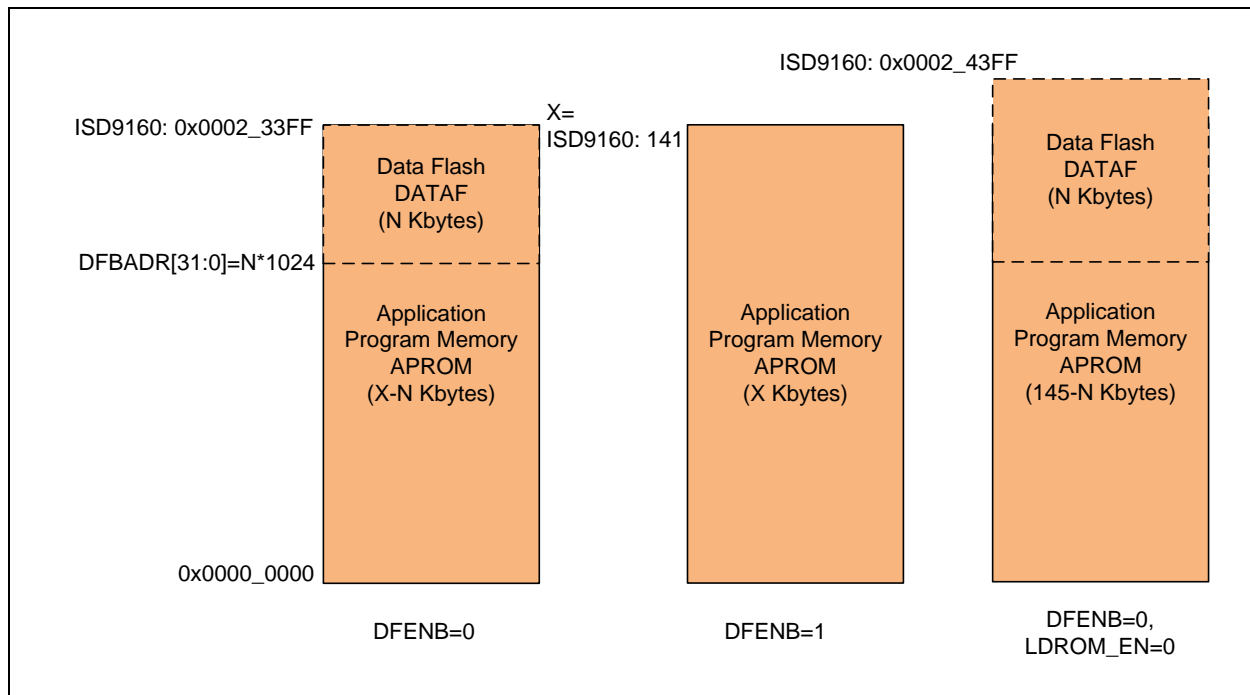 ISD9160: 0x0002_43FF
ISD9160: 0x0002_33FF
X=
ISD9160: 141
Data Flash
DATAF
(N Kbytes)
DFBADR[31:0]=N*1024
Application
Program Memory
APROM
(X-N Kbytes)
0x0000_0000
DFENB=0
Application
Program Memory
APROM
(X Kbytes)
DFENB=1
Data Flash
DATAF
(N Kbytes)
Application
Program Memory
APROM
(145-N Kbytes)
DFENB=0,
LDROM_EN=0